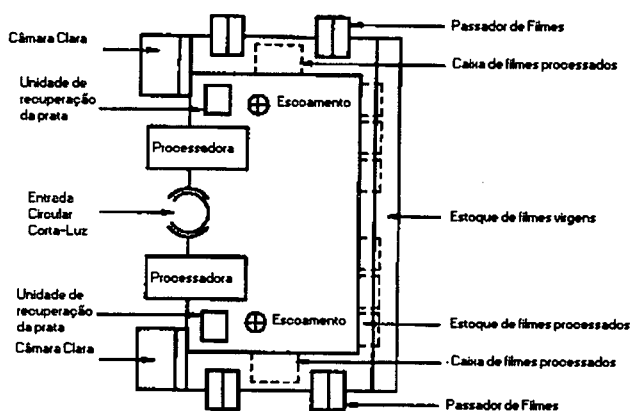 Passador de Filmes
Câmara Clara
Caixa de filmes processados
Unidade de
recuperação
da prata
Escoamento
Processadora
Entrada
Circular
Corta-Luz
Estoque de filmes virgens
Processadora
Unidade de
recuperação
da prata
Escoamento
Estoque de filmes processados
Câmara Clara
Caixa de filmes processados
Passador de Filmes